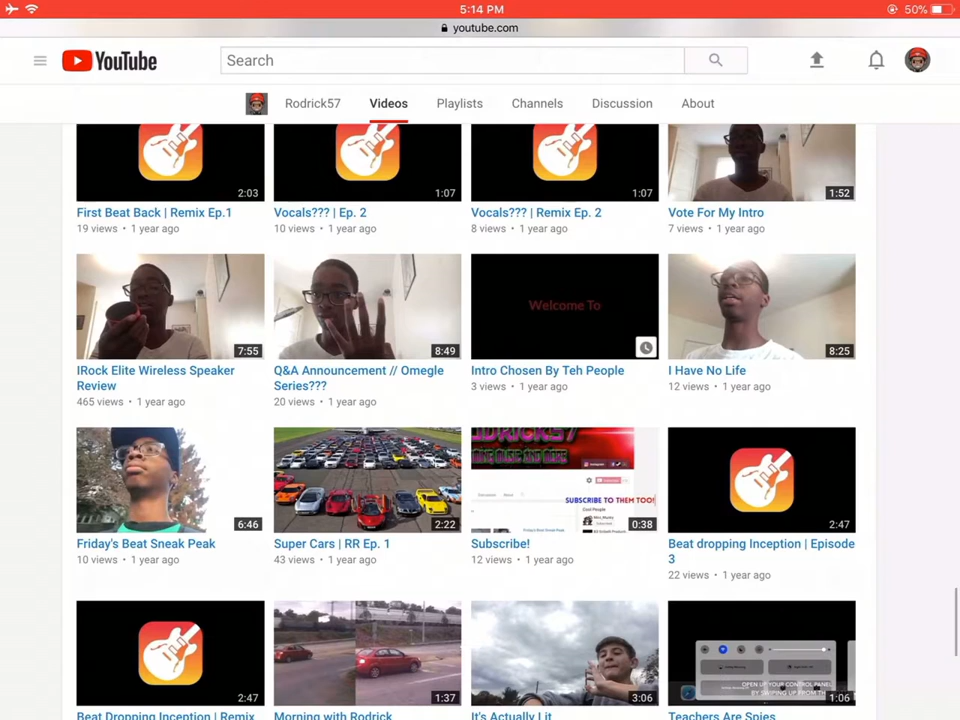 5:14 PM
50%
youtube.com
YouTube
Search
Rodrick57
Videos
Playlists
Channels
Discussion
About
2:03
1:07
1:07
1:52
First Beat Back | Remix Ep.1
Vocals??? | Ep. 2
Vocals??? | Remix Ep. 2
Vote For My Intro
19 views • 1 year ago
10 views • 1 year ago
8 views • 1 year ago
7 views • 1 year ago
Welcome To
7:55
8:49
8:25
IRock Elite Wireless Speaker
Review
Q&A Announcement // Omegle
Series???
Intro Chosen By Teh People
I Have No Life
465 views • 1 year ago
20 views • 1 year ago
3 views • 1 year ago
12 views • 1 year ago
SUBSCRIBE TO THEM TOO!
Cool People
6:46
2:22
0:38
2:47
Friday's Beat Sneak Peak
Super Cars | RR Ep. 1
Subscribe!
Beat dropping Inception | Episode
3
10 views • 1 year ago
43 views • 1 year ago
12 views • 1 year ago
22 views • 1 year ago
OPEN UP YOUR CONTROL PANEL
BY SWIPING UP FROM TH
2:47
1:37
3:06
1:06
Beat Dropping Inception | Remix
Morning with Rodrick
It's Actually Lit
Teachers Are Spies